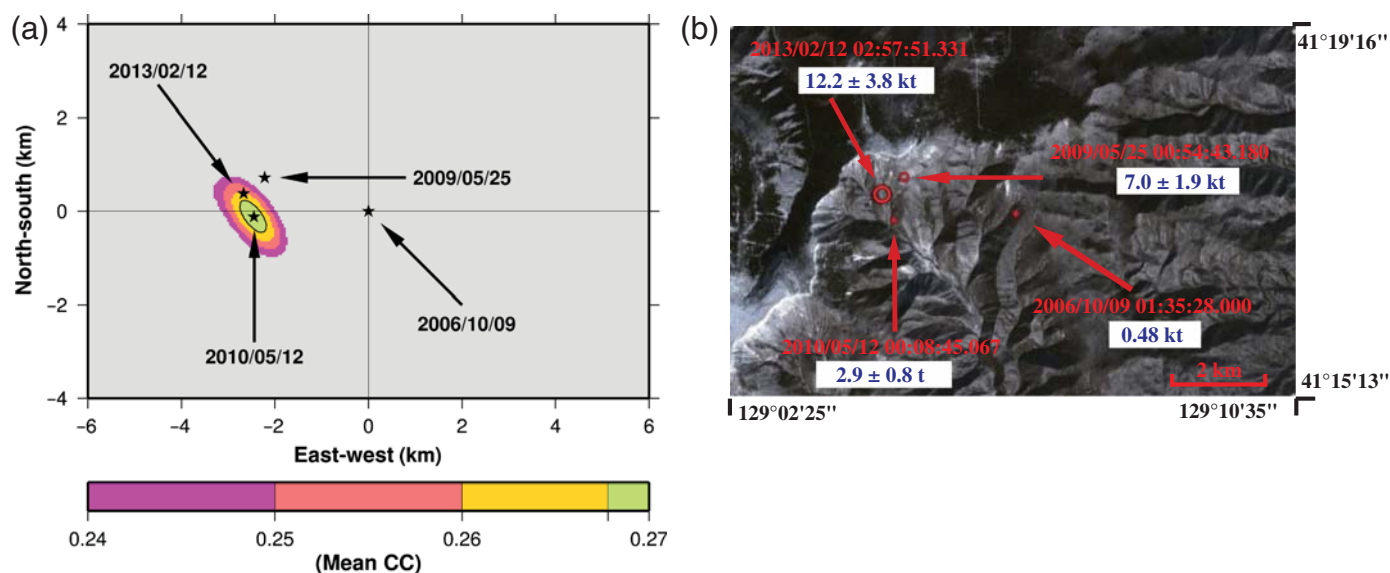 (a)
4
2
0
−2
−4
North-south (km)
2013/02/12
2009/05/25
2010/05/12
2006/10/09
−6
−4
−2
0
2
4
6
East-west (km)
0.24
0.25
0.26
0.27
(Mean CC)
(b)
2013/02/12 02:57:51.331
12.2 ± 3.8 kt
2009/05/25 00:54:43.180
7.0 ± 1.9 kt
2006/10/09 01:35:28.000
0.48 kt
2010/05/12 00:08:45.067
2.9 ± 0.8 t
2 km
41°19'16"
41°15'13"
129°02'25"
129°10'35"